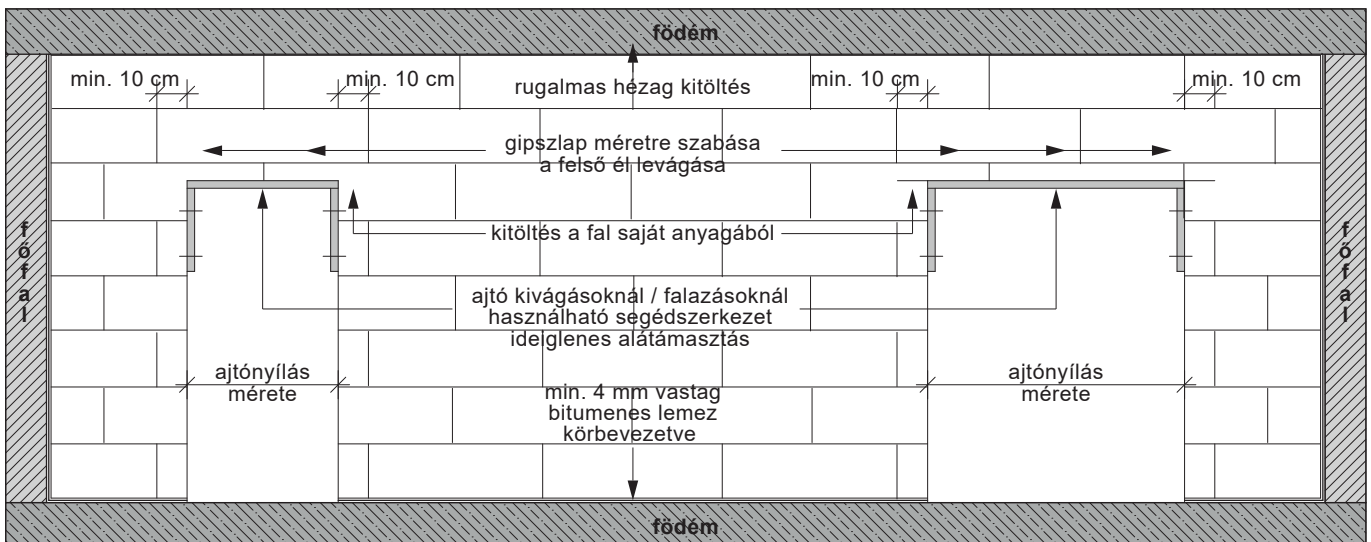 födém
min. 10 cm
min. 10 cm
min. 10 cm
min. 10 cm
rugalmas hézag kitöltés
gipszlap méretre szabása
a felső él levágása
főfal
kitöltés a fal saját anyagából
főfal
ajtó kivágásoknál / falazásoknál
használható segédszerkezet
ideiglenes alátámasztás
ajtónyílás
mérete
min. 4 mm vastag
bitumenes lemez
körbevezetve
ajtónyílás
mérete
födém